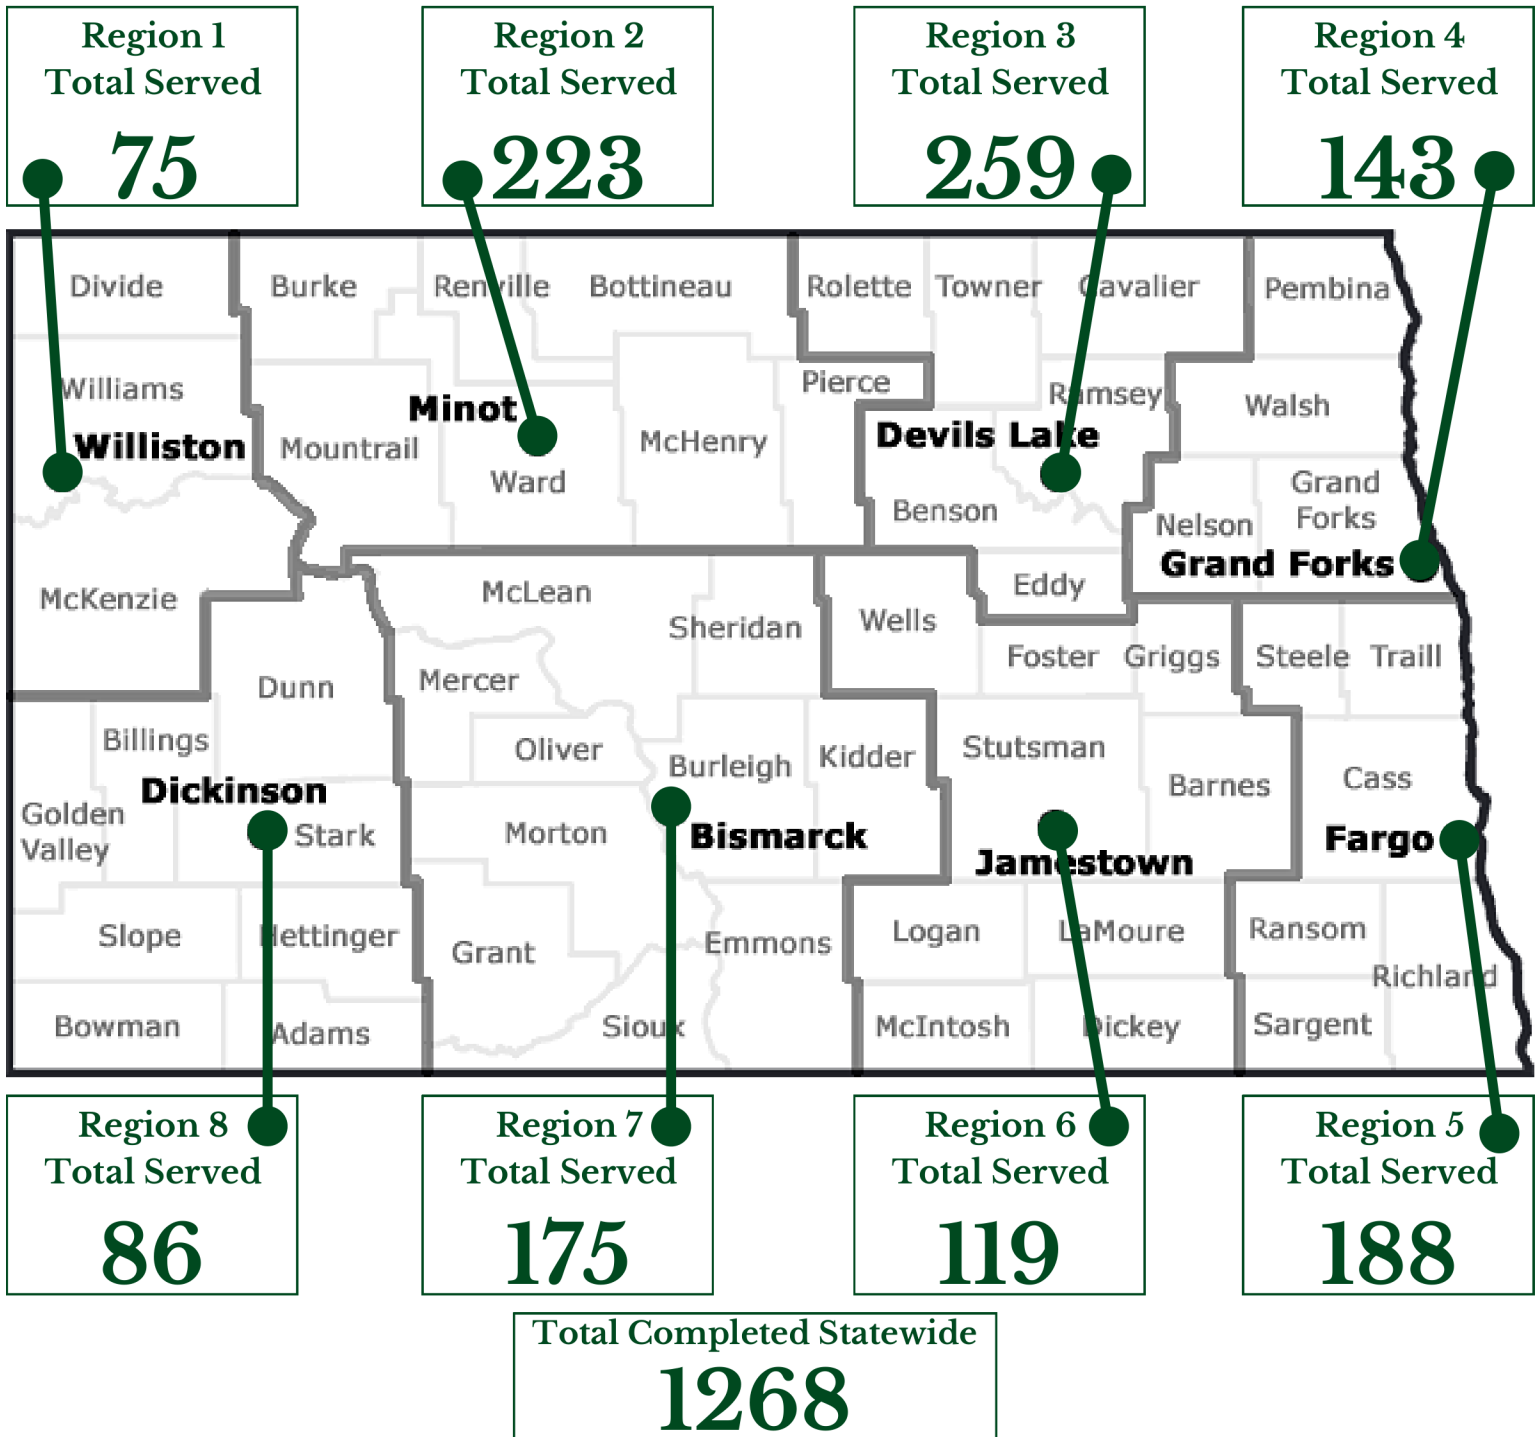 Region 1
Total Served
75
Region 2
Total Served
223
Region 3
Total Served
259
Region 4
Total Served
143
Divide
Burke
Renville
Bottineau
Rolette
Towner
Cavalier
Pembina
Williams
Williston
Mountrail
Minot
Ward
McHenry
Pierce
Devils Lake
Ramsey
Benson
Walsh
Nelson
Grand
Forks
Grand Forks
McKenzie
McLean
Sheridan
Wells
Eddy
Foster
Griggs
Steele
Traill
Dunn
Mercer
Billings
Oliver
Burleigh
Kidder
Stutsman
Barnes
Cass
Dickinson
Golden
Valley
Stark
Morton
Bismarck
Jamestown
Fargo
Slope
Hettinger
Grant
Emmons
Logan
LaMoure
Ransom
Richland
Bowman
Adams
Sioux
McIntosh
Dickey
Sargent
Region 8
Total Served
86
Region 7
Total Served
175
Region 6
Total Served
119
Region 5
Total Served
188
Total Completed Statewide
1268